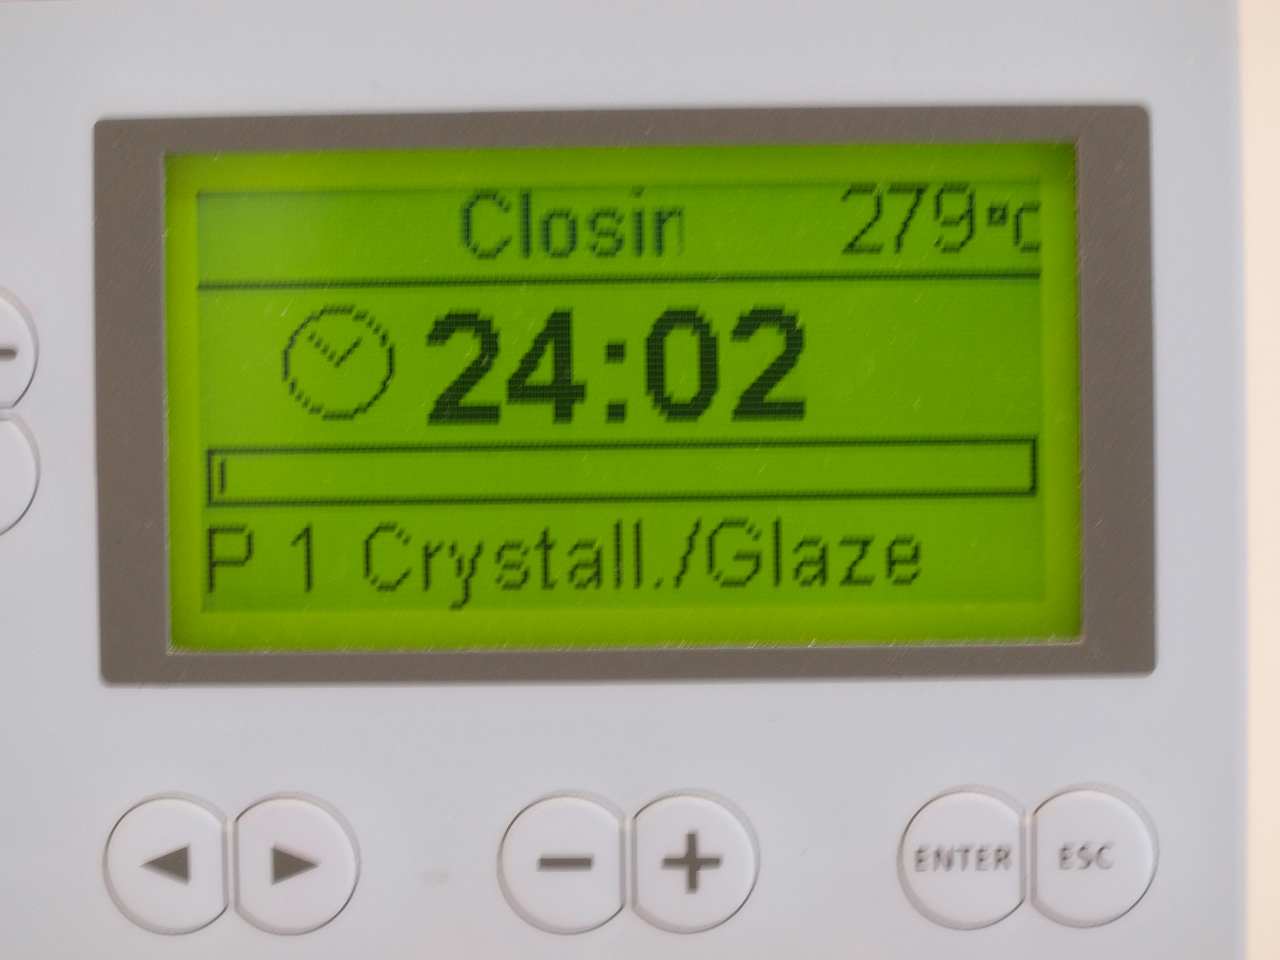 Closin 279°C
24:02
P 1 Crystall./Glaze
ENTER ESC